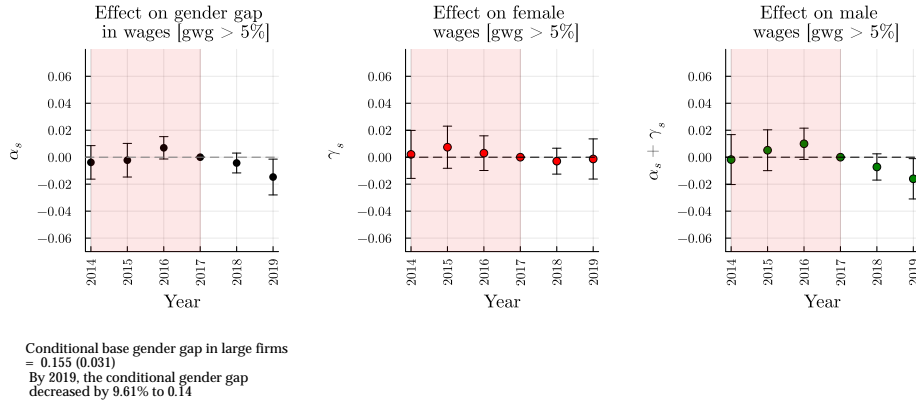 Effect on gender gap
in wages [gwg > 5%]
0.06
0.04
0.02
0.00
−0.02
−0.04
−0.06
α_s
2014
2015
2016
2017
2018
2019
Year
Effect on female
wages [gwg > 5%]
0.06
0.04
0.02
0.00
−0.02
−0.04
−0.06
γ_s
2014
2015
2016
2017
2018
2019
Year
Effect on male
wages [gwg > 5%]
0.06
0.04
0.02
0.00
−0.02
−0.04
−0.06
α_s + γ_s
2014
2015
2016
2017
2018
2019
Year
Conditional base gender gap in large firms
= 0.155 (0.031)
By 2019, the conditional gender gap
decreased by 9.61% to 0.14